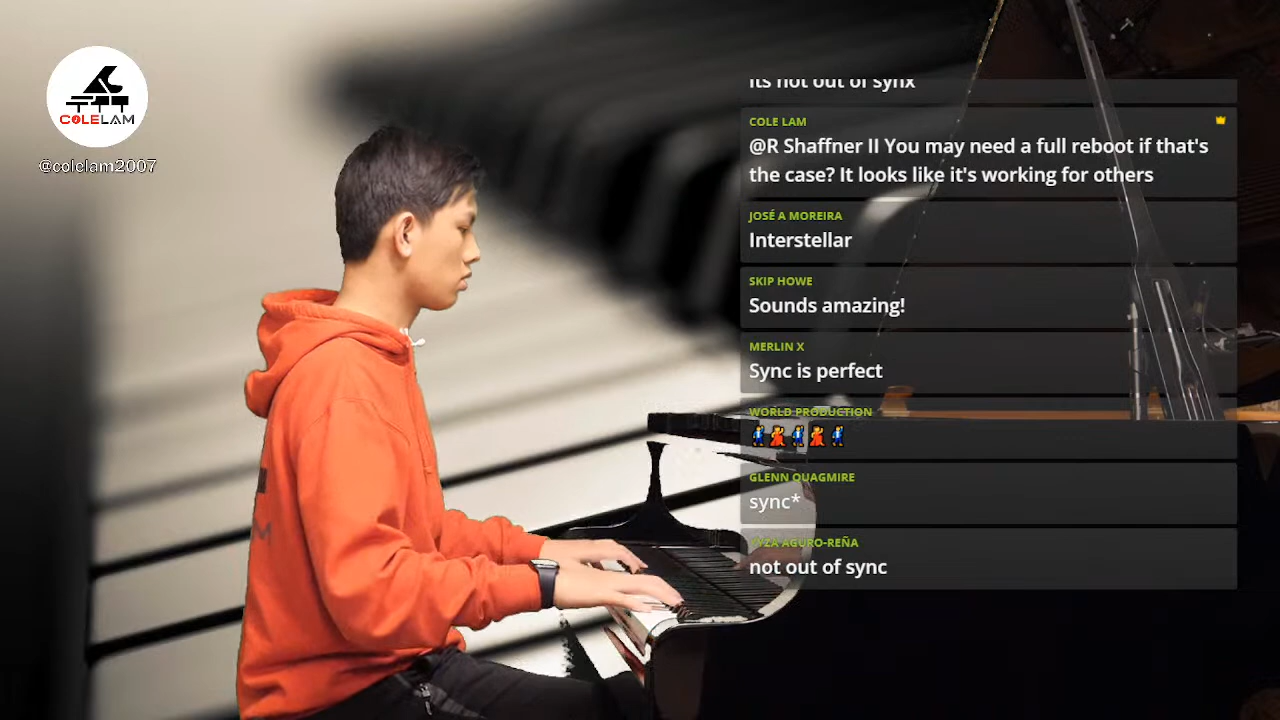 COLELAM
@colelam2007
its not out of synx
COLE LAM
@R Shaffner II You may need a full reboot if that's
the case? It looks like it's working for others
JOSÉ A MOREIRA
Interstellar
SKIP HOWE
Sounds amazing!
MERLIN X
Sync is perfect
WORLD PRODUCTION
GLENN QUAGMIRE
sync*
AGURO-REÑA
not out of sync